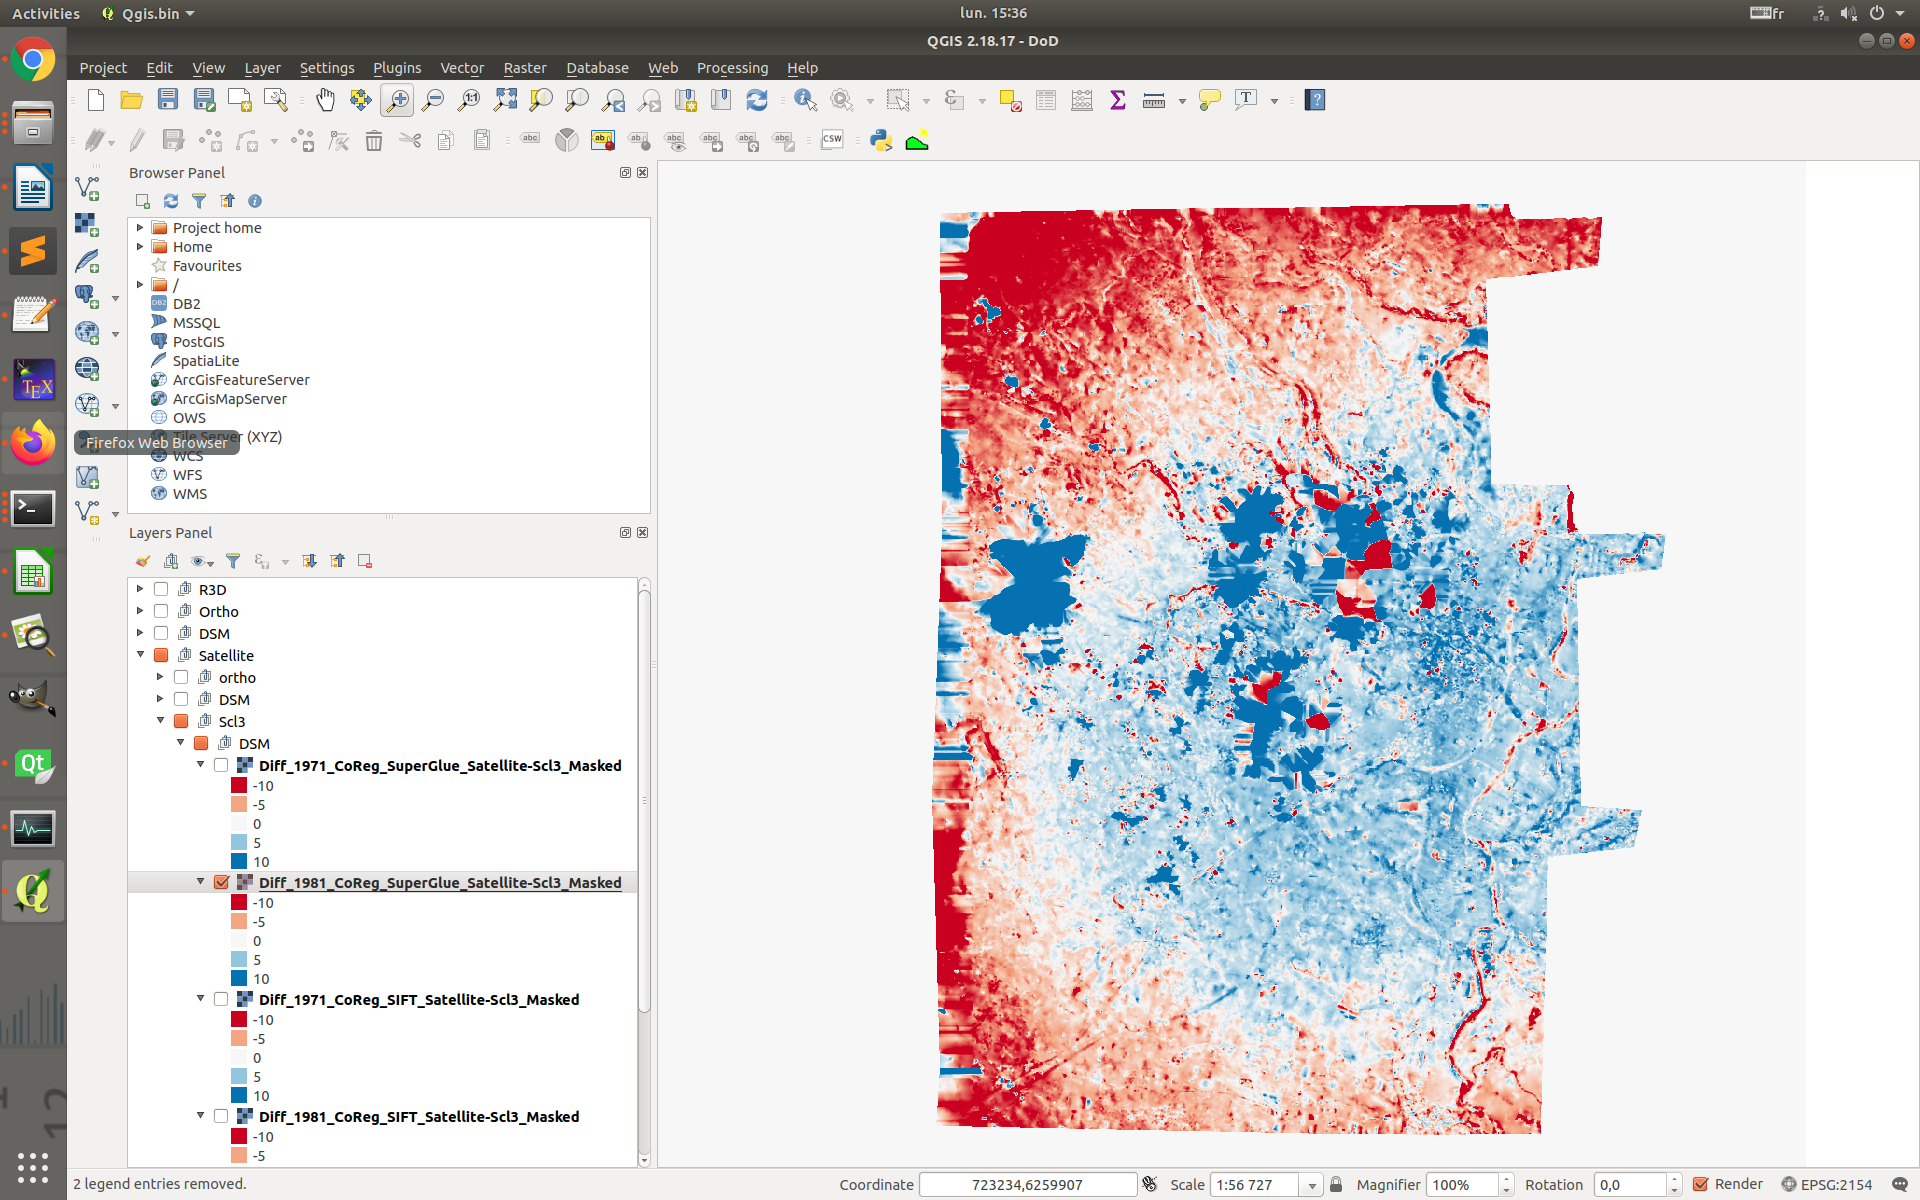 Activities Qgis.bin lun. 15:36 fr
QGIS 2.18.17 - DoD
Project Edit View Layer Settings Plugins Vector Raster Database Web Processing Help
Browser Panel
Project home
Home
Favourites
/
DB2
MSSQL
PostGIS
SpatiaLite
ArcGisFeatureServer
ArcGisMapServer
OWS
Tile Server (XYZ)
Firefox Web Browser
WCS
WFS
WMS
Layers Panel
R3D
Ortho
DSM
Satellite
ortho
DSM
Scl3
DSM
Diff_1971_CoReg_SuperGlue_Satellite-Scl3_Masked
-10
-5
0
5
10
Diff_1981_CoReg_SuperGlue_Satellite-Scl3_Masked
-10
-5
0
5
10
Diff_1971_CoReg_SIFT_Satellite-Scl3_Masked
-10
-5
0
5
10
Diff_1981_CoReg_SIFT_Satellite-Scl3_Masked
-10
-5
2 legend entries removed. Coordinate 723234,6259907 Scale 1:56 727 Magnifier 100% Rotation 0,0 Render EPSG:2154